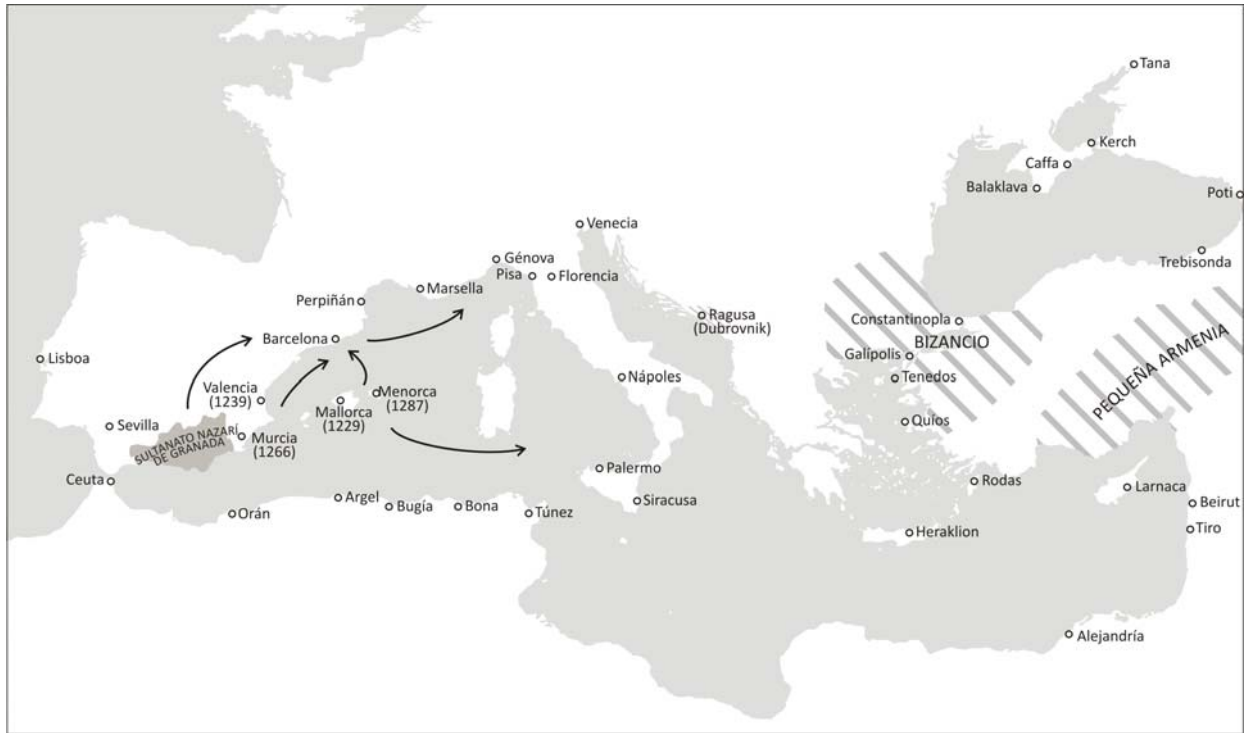 Tana
Kerch
Caffa
Balaklava
Poti
Venecia
Trebisonda
Génova
Pisa
Florencia
Marsella
Perpiñán
Ragusa
(Dubrovnik)
Constantinopla
BIZANCIO
Barcelona
Galípolis
Lisboa
PEQUEÑA ARMENIA
Nápoles
Tenedos
Valencia
(1239)
Menorca
(1287)
Mallorca
(1229)
Quíos
Sevilla
SULTANATO NAZARÍ
DE GRANADA
Murcia
(1266)
Palermo
Ceuta
Rodas
Larnaca
Argel
Bugía
Bona
Túnez
Siracusa
Beirut
Orán
Tiro
Heraklion
Alejandría